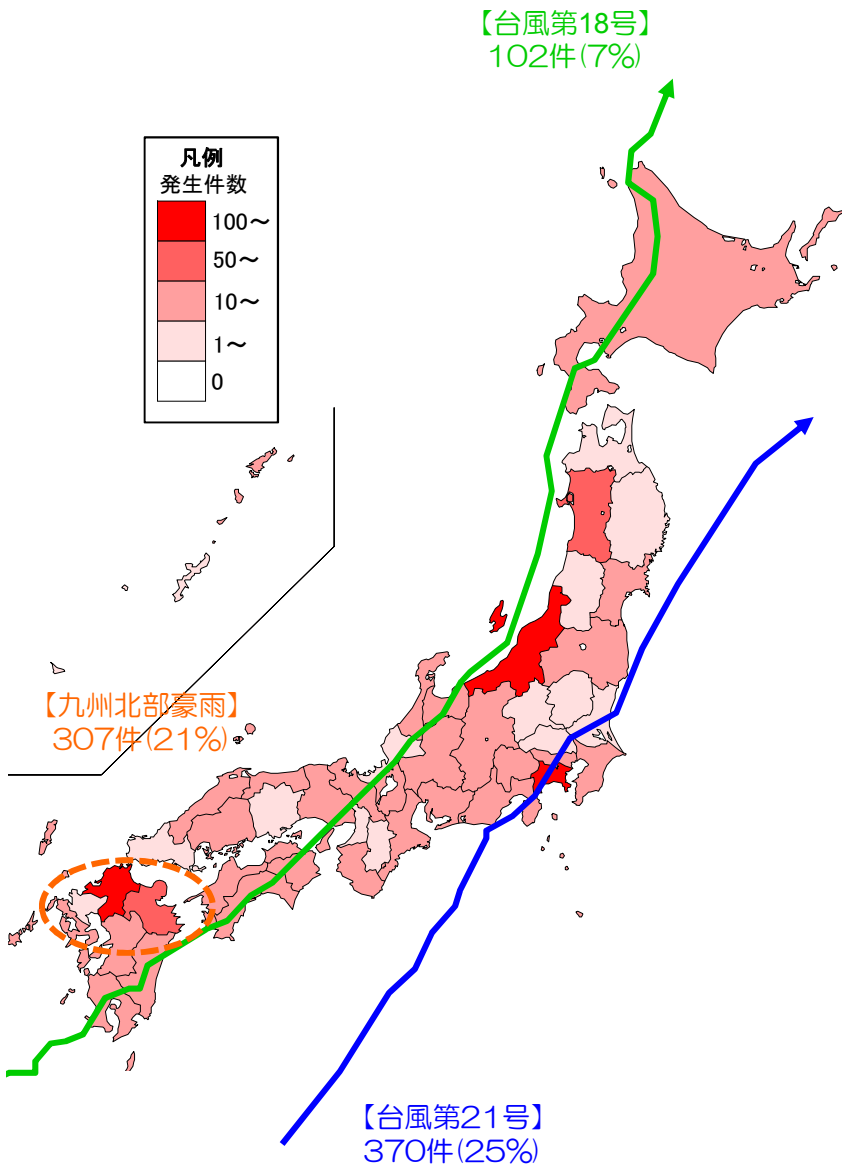 【台風第18号】
102件(7%)
凡例
発生件数
100～
50～
10～
1～
0
【九州北部豪雨】
307件(21%)
【台風第21号】
370件(25%)